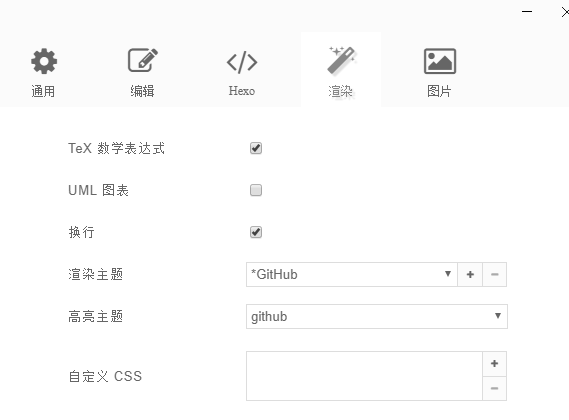 通用
编辑
Hexo
渲染
图片
TeX 数学表达式
UML 图表
换行
渲染主题
*GitHub
高亮主题
github
自定义 CSS